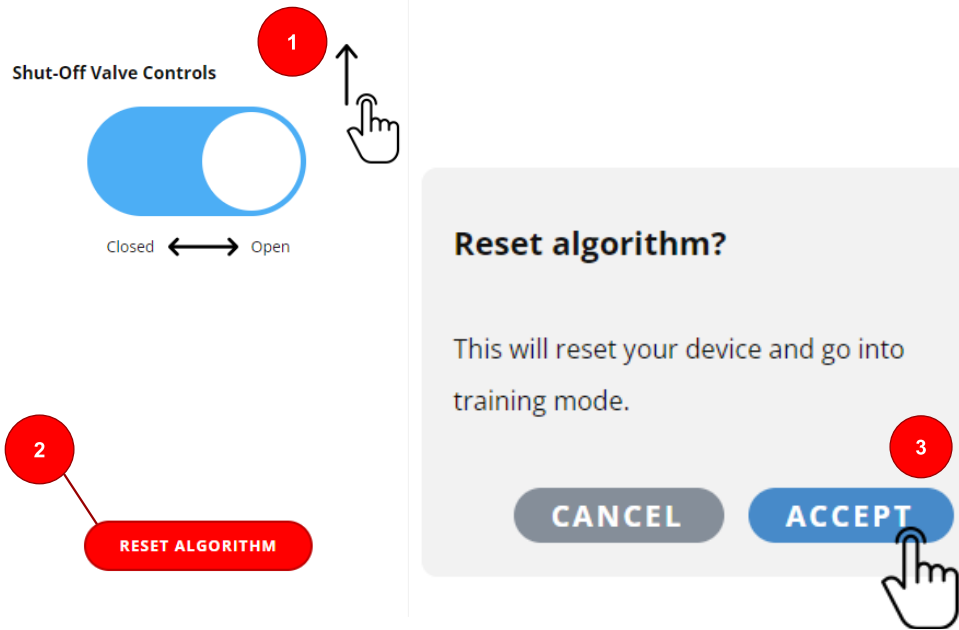 1
Shut-Off Valve Controls
Closed Open
2
RESET ALGORITHM
Reset algorithm?
This will reset your device and go into
training mode.
3
CANCEL ACCEPT